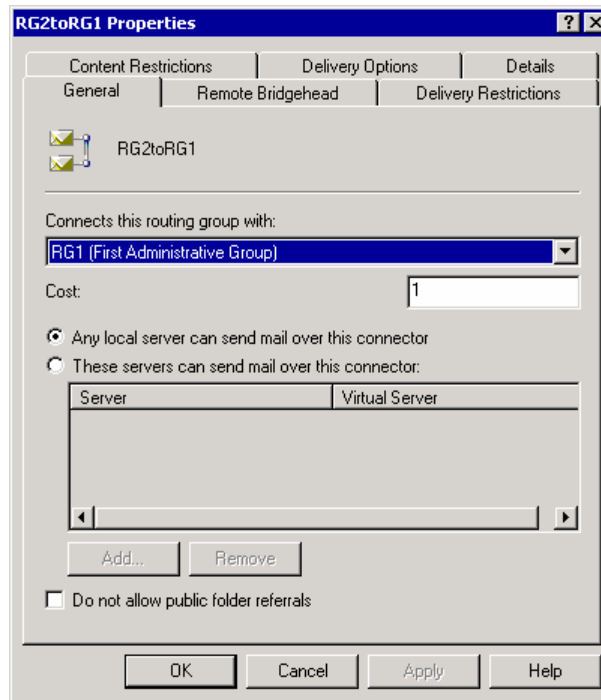 RG2toRG1 Properties
Content Restrictions
Delivery Options
Details
General
Remote Bridgehead
Delivery Restrictions
RG2toRG1
Connects this routing group with:
RG1 (First Administrative Group)
Cost:
1
Any local server can send mail over this connector
These servers can send mail over this connector:
Server
Virtual Server
Add...
Remove
Do not allow public folder referrals
OK
Cancel
Apply
Help